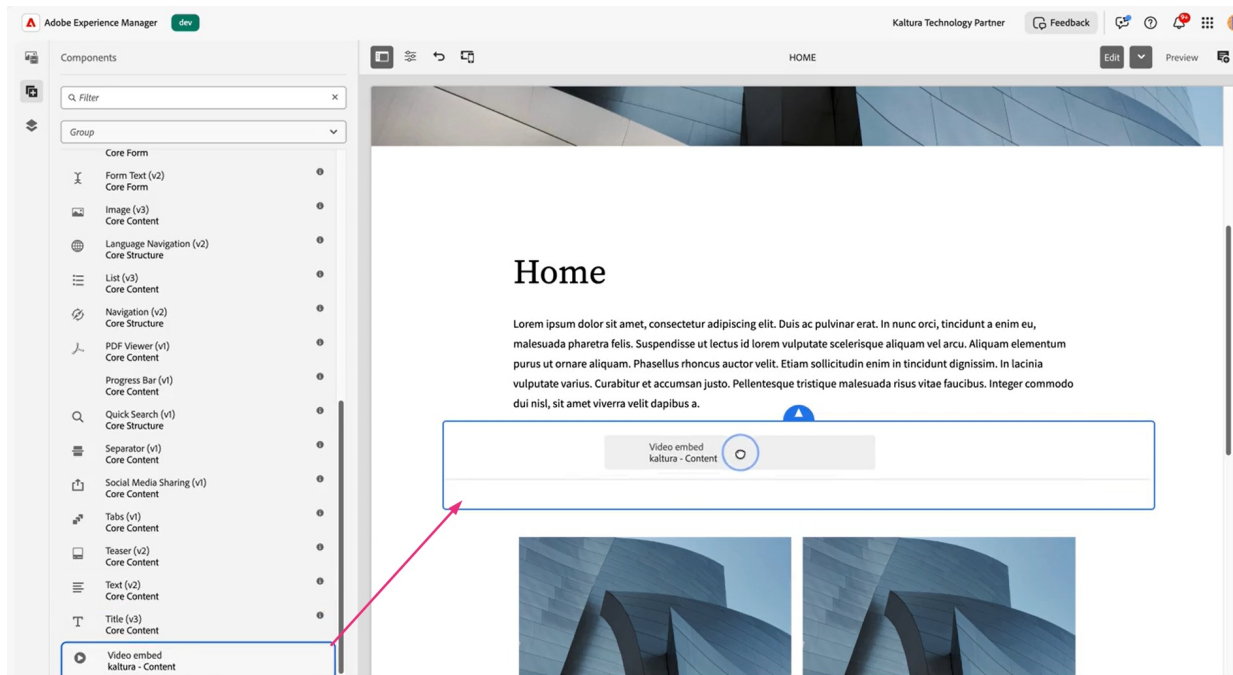 Adobe Experience Manager
dev
Kaltura Technology Partner
Feedback
9+
Components
HOME
Edit
Preview
Filter
Group
Core Form
Form Text (v2)
Core Form
Image (v3)
Core Content
Language Navigation (v2)
Core Structure
List (v3)
Core Content
Navigation (v2)
Core Structure
PDF Viewer (v1)
Core Content
Progress Bar (v1)
Core Content
Quick Search (v1)
Core Structure
Separator (v1)
Core Content
Social Media Sharing (v1)
Core Content
Tabs (v1)
Core Content
Teaser (v2)
Core Content
Text (v2)
Core Content
Title (v3)
Core Content
Video embed
kaltura - Content
Home
Lorem ipsum dolor sit amet, consectetur adipiscing elit. Duis ac pulvinar erat. In nunc orci, tincidunt a enim eu,
malesuada pharetra felis. Suspendisse ut lectus id lorem vulputate scelerisque aliquam vel arcu. Aliquam elementum
purus ut ornare aliquam. Phasellus rhoncus auctor velit. Etiam sollicitudin enim in tincidunt dignissim. In lacinia
vulputate varius. Curabitur et accumsan justo. Pellentesque tristique malesuada risus vitae faucibus. Integer commodo
dui nisl, sit amet viverra velit dapibus a.
Video embed
kaltura - Content